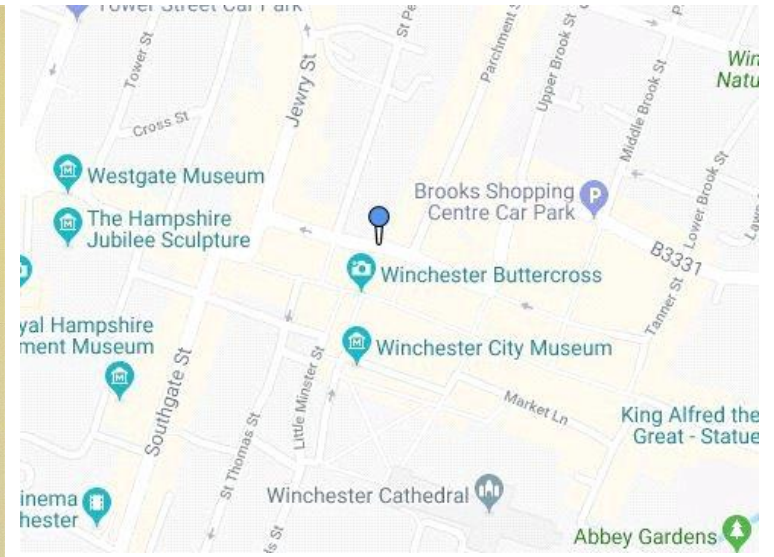 Tower Street Car Park
Tower St
Jewry St
St Pe
Parchment S
Upper Brook St
Middle Brook St
Win
Natu
Cross St
Westgate Museum
The Hampshire
Jubilee Sculpture
Brooks Shopping
Centre Car Park
P
Lower Brook St
Lawn
B3331
Winchester Buttercross
Tanner St
yal Hampshire
ment Museum
Winchester City Museum
Southgate St
Little Minster St
Market Ln
King Alfred the
Great - Statue
St Thomas St
inema
hester
Winchester Cathedral
ds St
Abbey Gardens